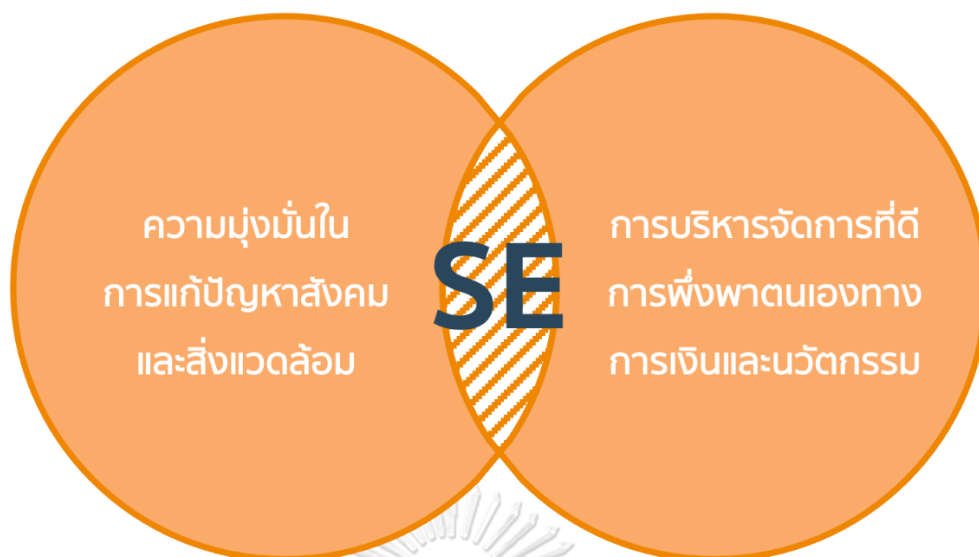 ความมุ่งมั่นใน
การแก้ปัญหาสังคม
และสิ่งแวดล้อม
SE
การบริหารจัดการที่ดี
การพึ่งพาตนเองทาง
การเงินและนวัตกรรม